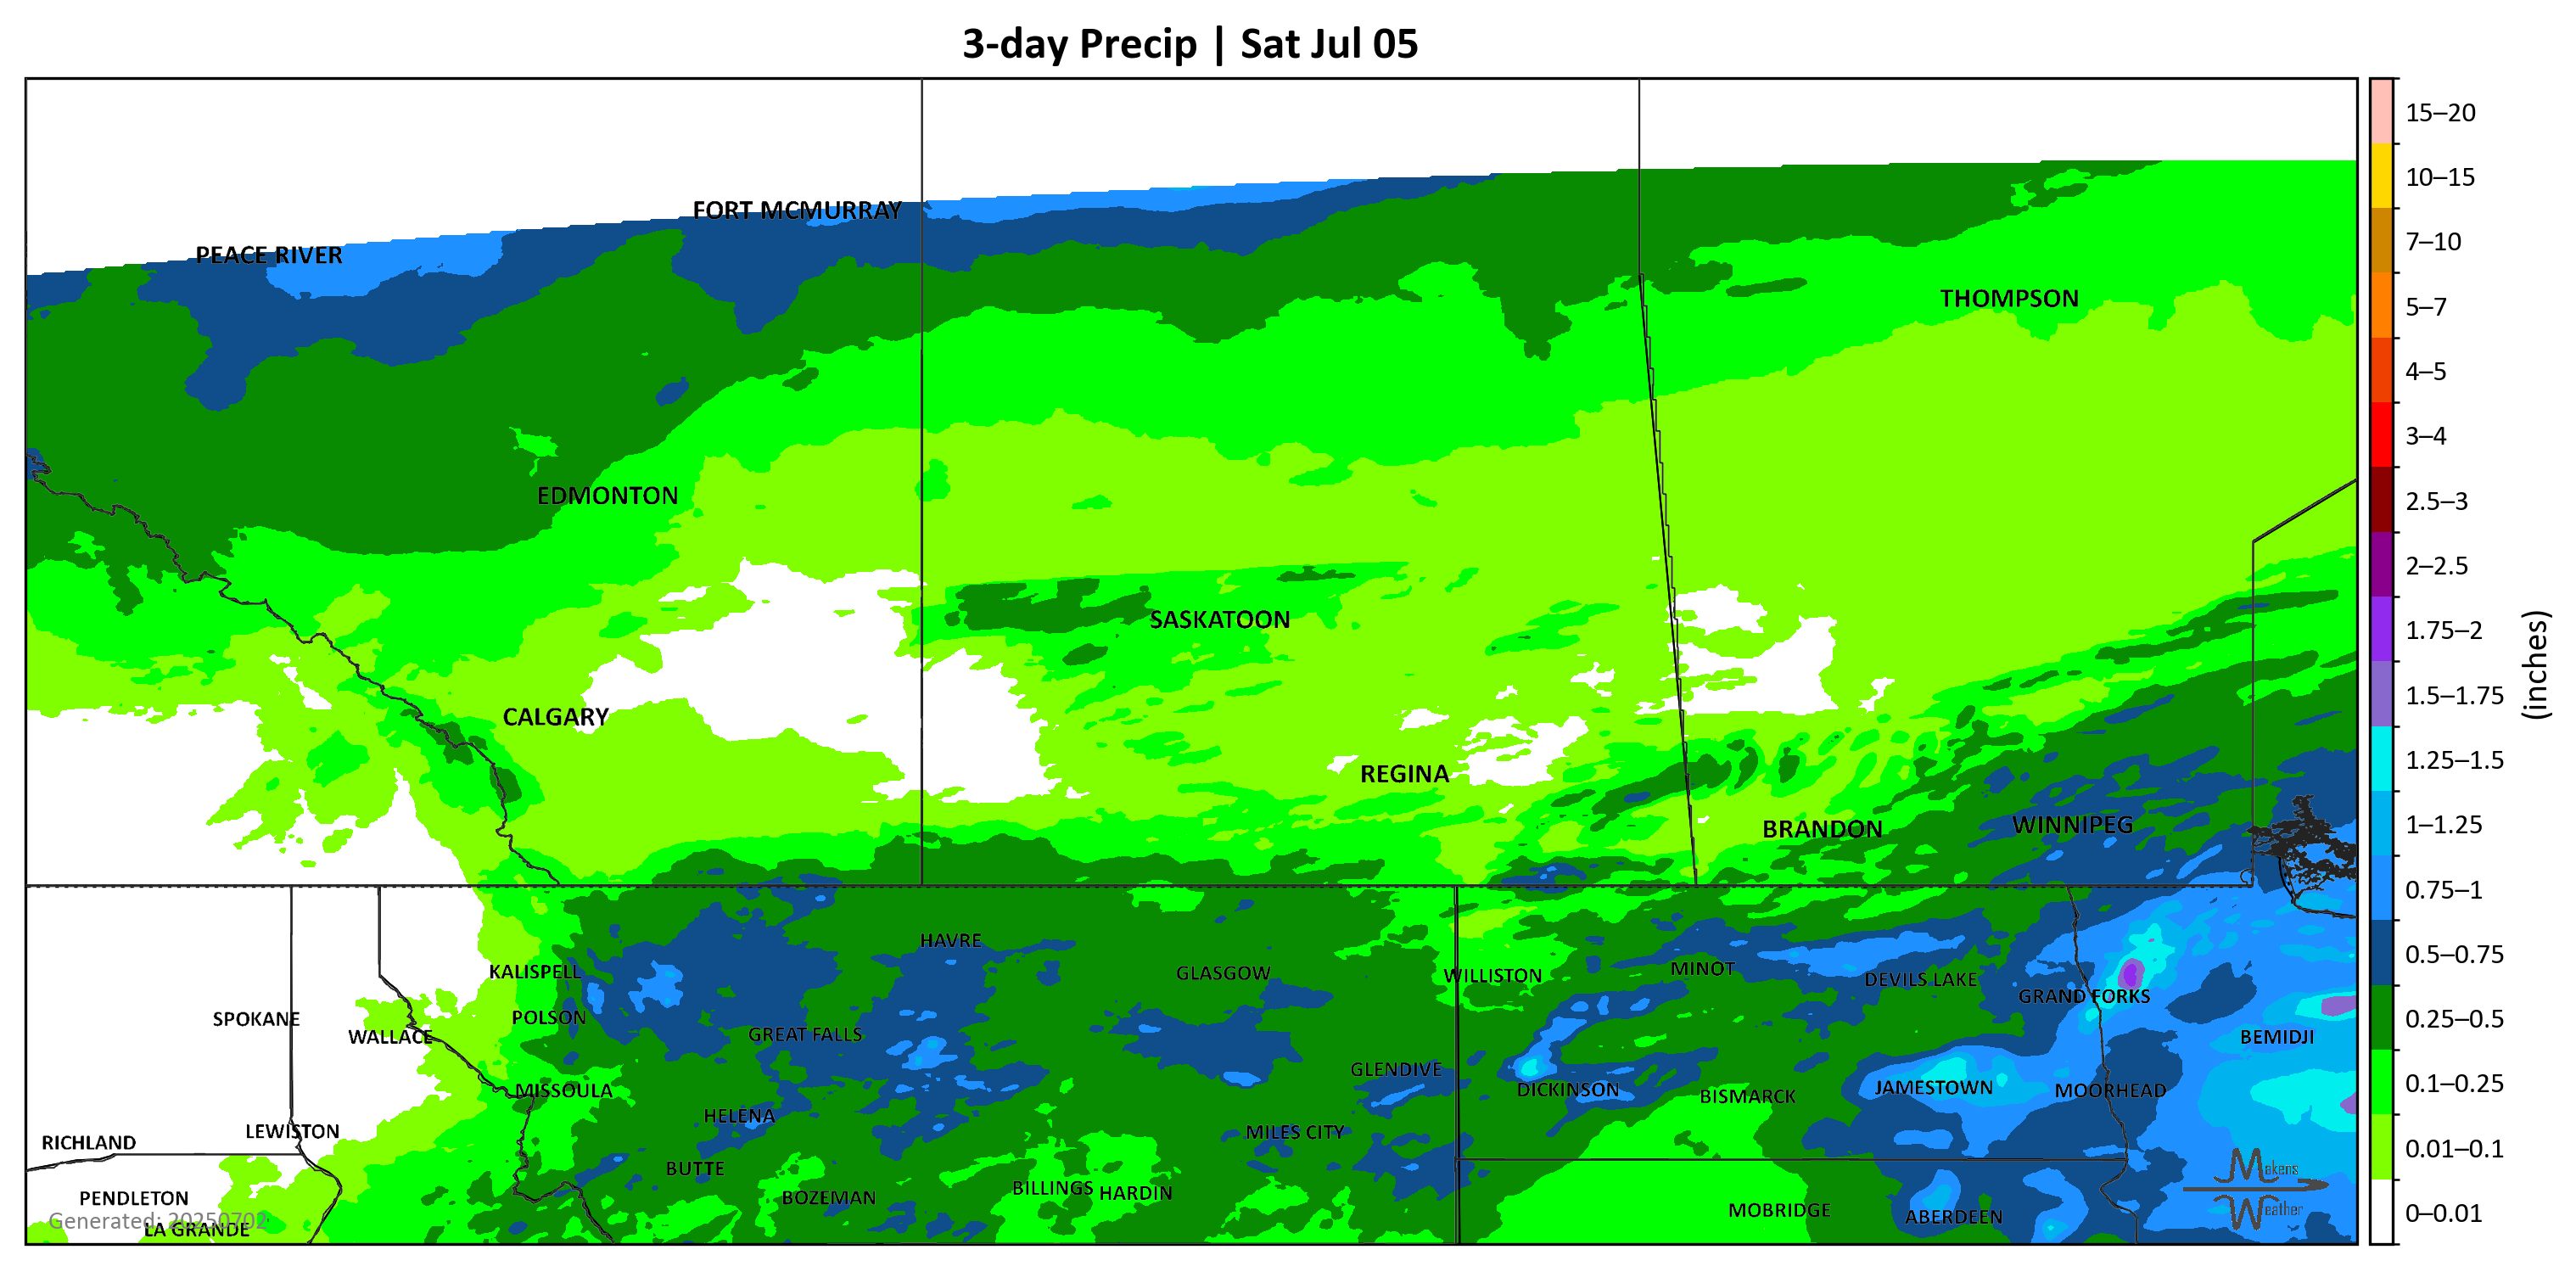 3-day Precip | Sat Jul 05
FORT MCMURRAY
PEACE RIVER
THOMPSON
EDMONTON
SASKATOON
CALGARY
REGINA
BRANDON
WINNIPEG
HAVRE
KALISPELL
GLASGOW
WILLISTON
MINOT
DEVILS LAKE
GRAND FORKS
SPOKANE
POLSON
WALLACE
GREAT FALLS
BEMIDJI
GLENDIVE
MISSOULA
DICKINSON
BISMARCK
JAMESTOWN
MOORHEAD
HELENA
RICHLAND
LEWISTON
MILES CITY
BUTTE
BOZEMAN
BILLINGS
HARDIN
PENDLETON
MOBRIDGE
ABERDEEN
Generated: 20250702
LA GRANDE
Makens
Weather
15–20
10–15
7–10
5–7
4–5
3–4
2.5–3
2–2.5
1.75–2
1.5–1.75
1.25–1.5
1–1.25
0.75–1
0.5–0.75
0.25–0.5
0.1–0.25
0.01–0.1
0–0.01
(inches)